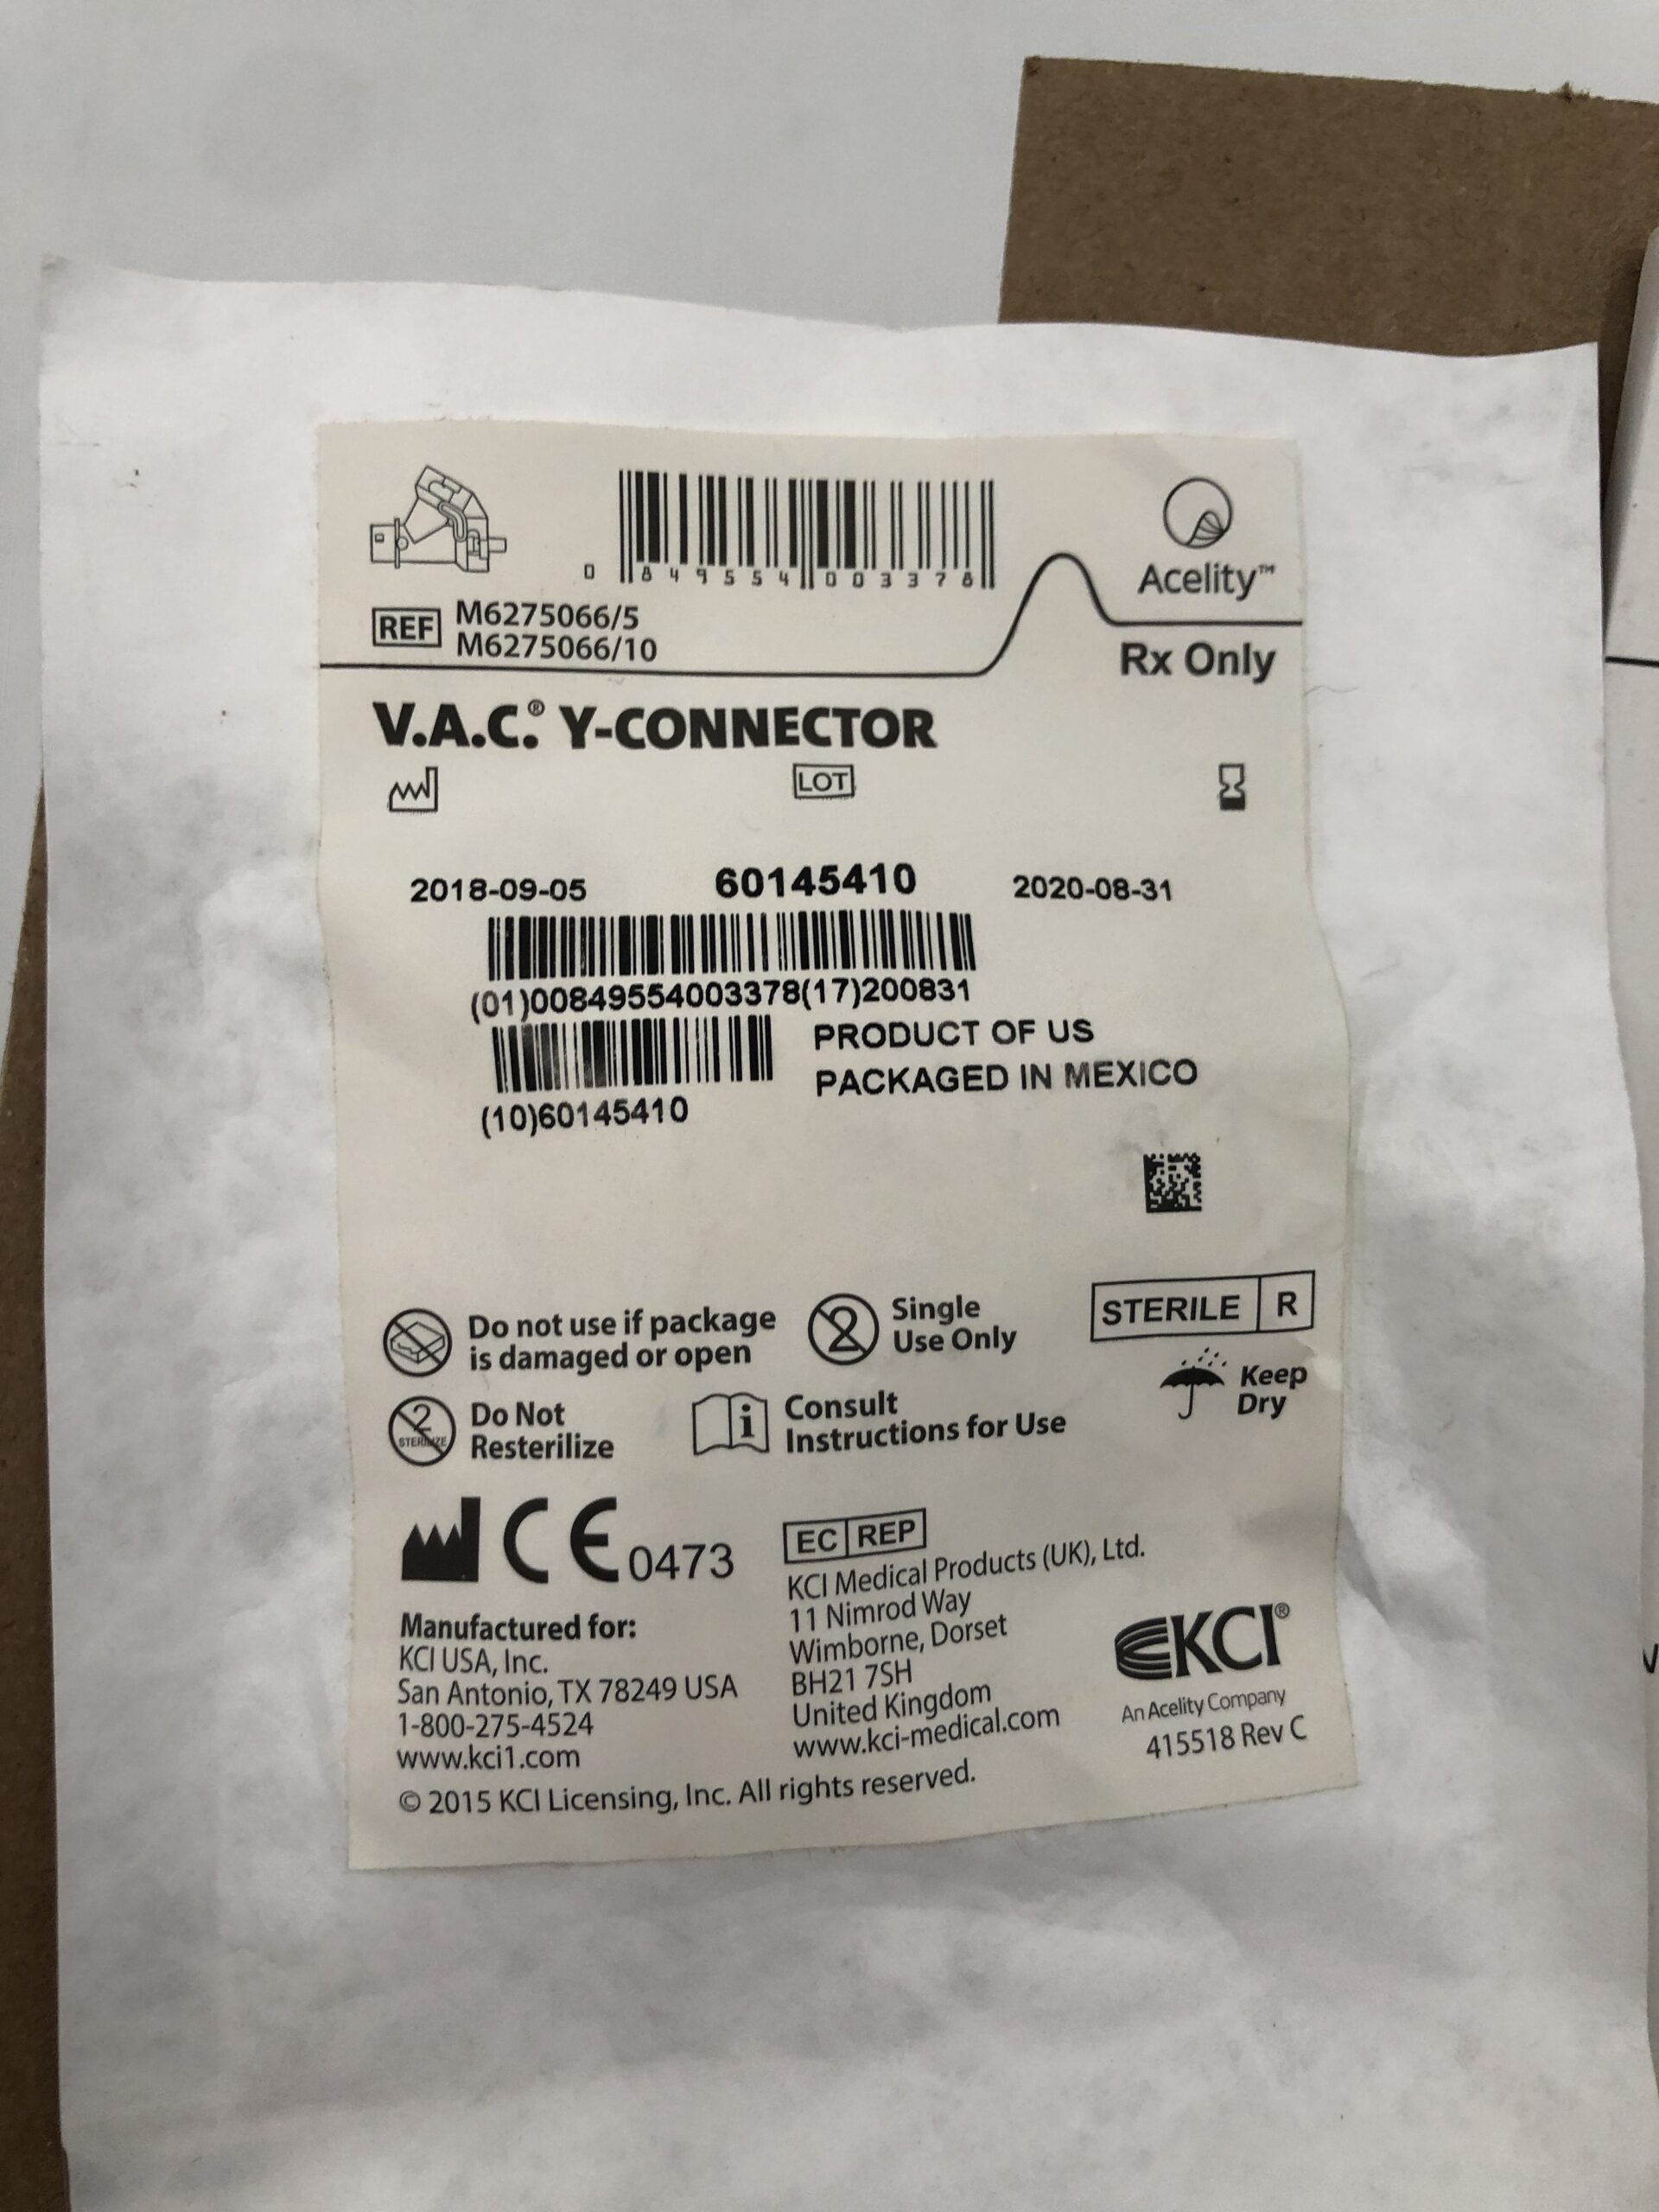 0 849554 003378
Acelity™
REF M6275066/5
M6275066/10
Rx Only
V.A.C.® Y-CONNECTOR
LOT
2018-09-05 60145410 2020-08-31
(01)00849554003378(17)200831
PRODUCT OF US
PACKAGED IN MEXICO
(10)60145410
Do not use if package
is damaged or open
2 Single
Use Only
STERILE R
2 STERILIZE
Do Not
Resterilize
i Consult
Instructions for Use
Keep
Dry
CE 0473
Manufactured for:
KCI USA, Inc.
San Antonio, TX 78249 USA
1-800-275-4524
www.kci1.com
EC REP
KCI Medical Products (UK), Ltd.
11 Nimrod Way
Wimborne, Dorset
BH21 7SH
United Kingdom
www.kci-medical.com
KCI®
An Acelity Company
415518 Rev C
© 2015 KCI Licensing, Inc. All rights reserved.